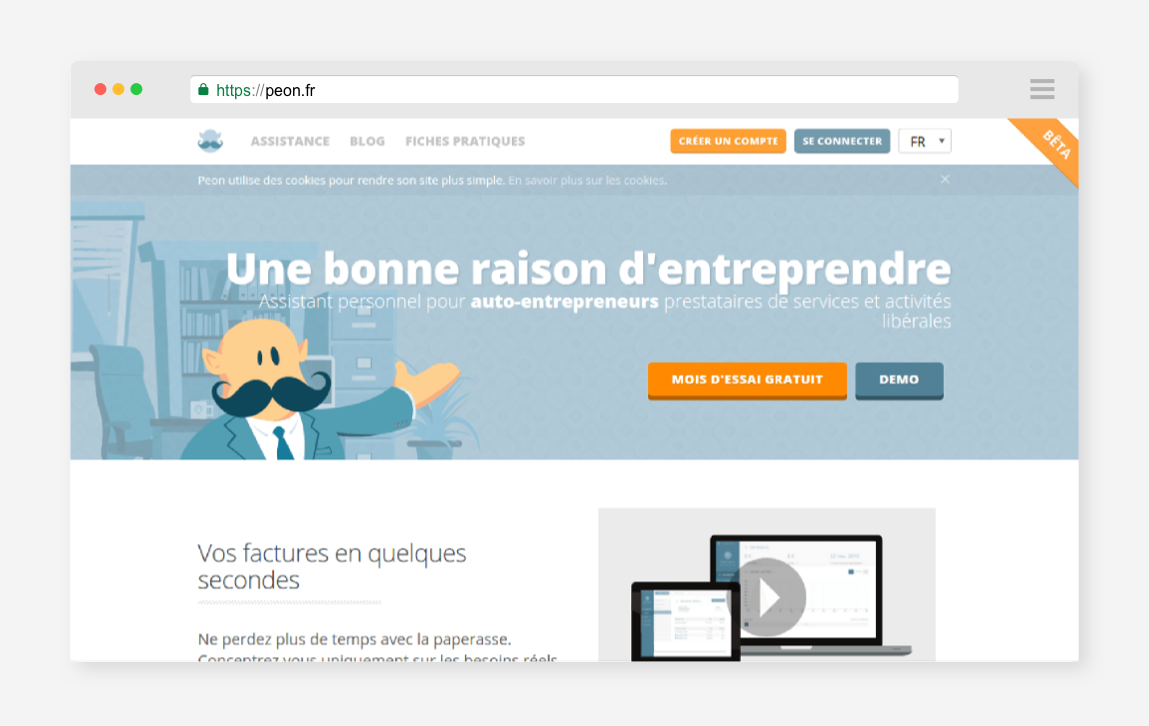 https://peon.fr
ASSISTANCE BLOG FICHES PRATIQUES CRÉER UN COMPTE SE CONNECTER FR
BÊTA
Peon utilise des cookies pour rendre son site plus simple. En savoir plus sur les cookies.
Une bonne raison d'entreprendre
Assistant personnel pour auto-entrepreneurs prestataires de services et activités
libérales
MOIS D'ESSAI GRATUIT DEMO
Vos factures en quelques
secondes
Ne perdez plus de temps avec la paperasse.
Concentrez vous uniquement sur les besoins réels